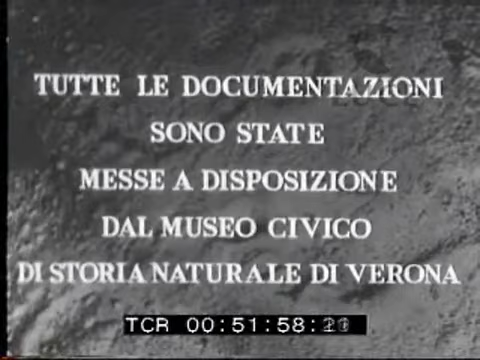 TUTTE LE DOCUMENTAZIONI
SONO STATE
MESSE A DISPOSIZIONE
DAL MUSEO CIVICO
DI STORIA NATURALE DI VERONA
TCR 00:51:58: